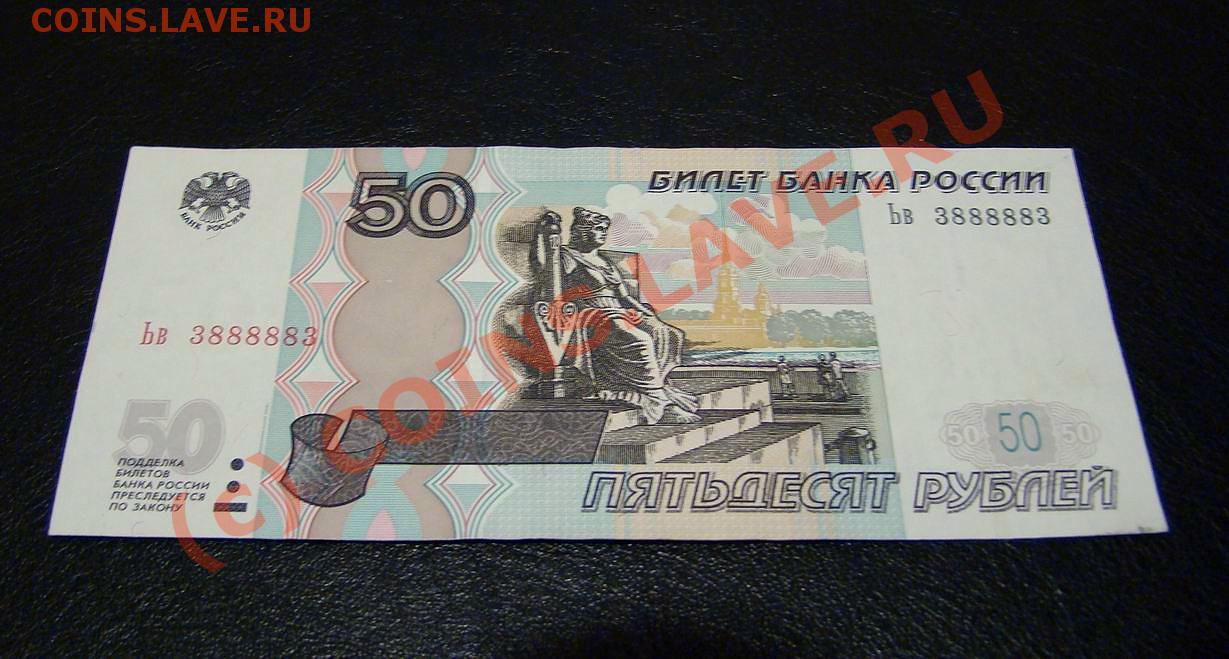 COINS.LAVE.RU
БАНК РОССИИ
50
БИЛЕТ БАНКА РОССИИ
Ьв 3888883
Ьв 3888883
50
ПОДДЕЛКА
БИЛЕТОВ
БАНКА РОССИИ
ПРЕСЛЕДУЕТСЯ
ПО ЗАКОНУ
50 50 50
ПЯТЬДЕСЯТ РУБЛЕЙ
(c) COINS.LAVE.RU